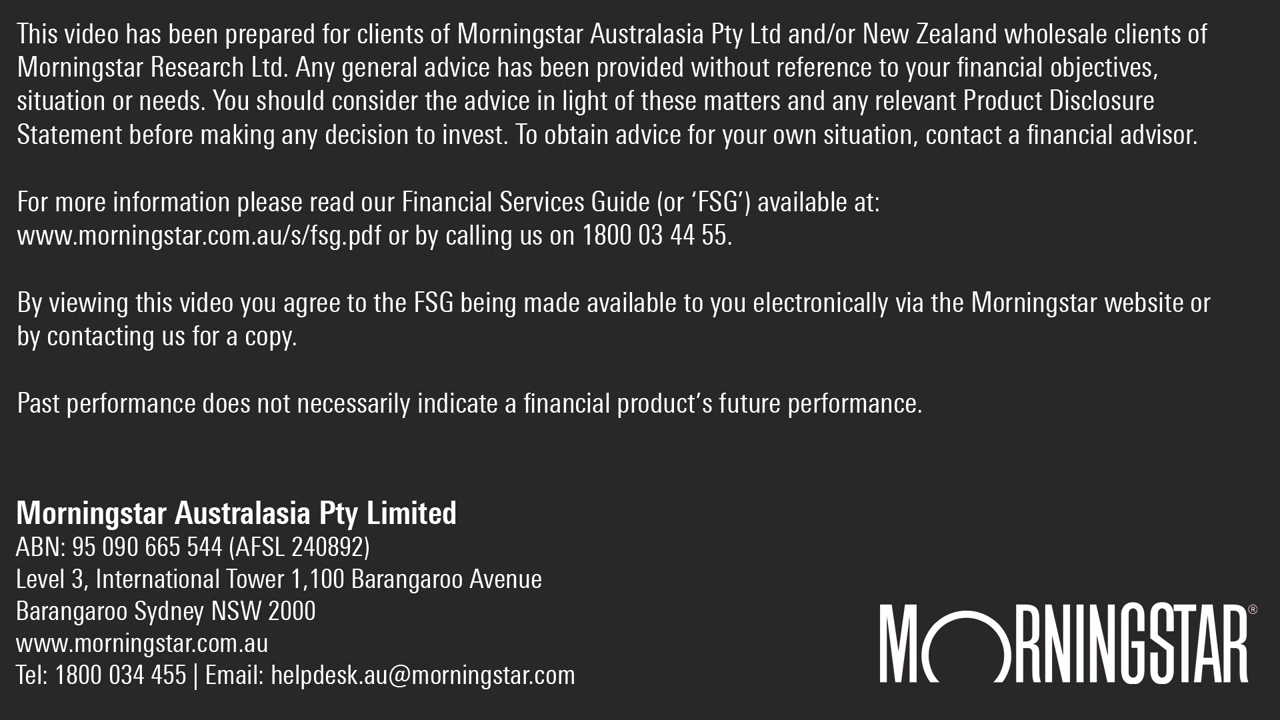 This video has been prepared for clients of Morningstar Australasia Pty Ltd and/or New Zealand wholesale clients of
Morningstar Research Ltd. Any general advice has been provided without reference to your financial objectives,
situation or needs. You should consider the advice in light of these matters and any relevant Product Disclosure
Statement before making any decision to invest. To obtain advice for your own situation, contact a financial advisor.
For more information please read our Financial Services Guide (or ‘FSG’) available at:
www.morningstar.com.au/s/fsg.pdf or by calling us on 1800 03 44 55.
By viewing this video you agree to the FSG being made available to you electronically via the Morningstar website or
by contacting us for a copy.
Past performance does not necessarily indicate a financial product’s future performance.
Morningstar Australasia Pty Limited
ABN: 95 090 665 544 (AFSL 240892)
Level 3, International Tower 1,100 Barangaroo Avenue
Barangaroo Sydney NSW 2000
www.morningstar.com.au
Tel: 1800 034 455 | Email: helpdesk.au@morningstar.com
MORNINGSTAR®